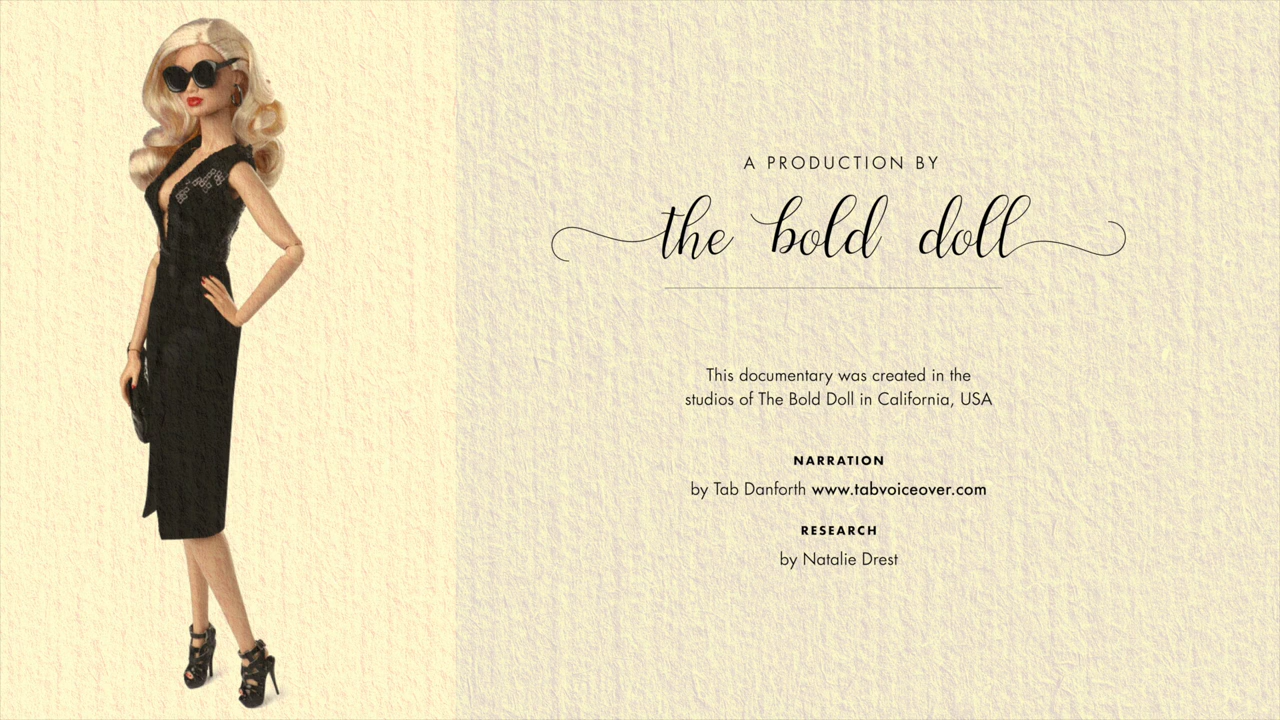 A PRODUCTION BY
the bold doll
This documentary was created in the
studios of The Bold Doll in California, USA
NARRATION
by Tab Danforth www.tabvoiceover.com
RESEARCH
by Natalie Drest